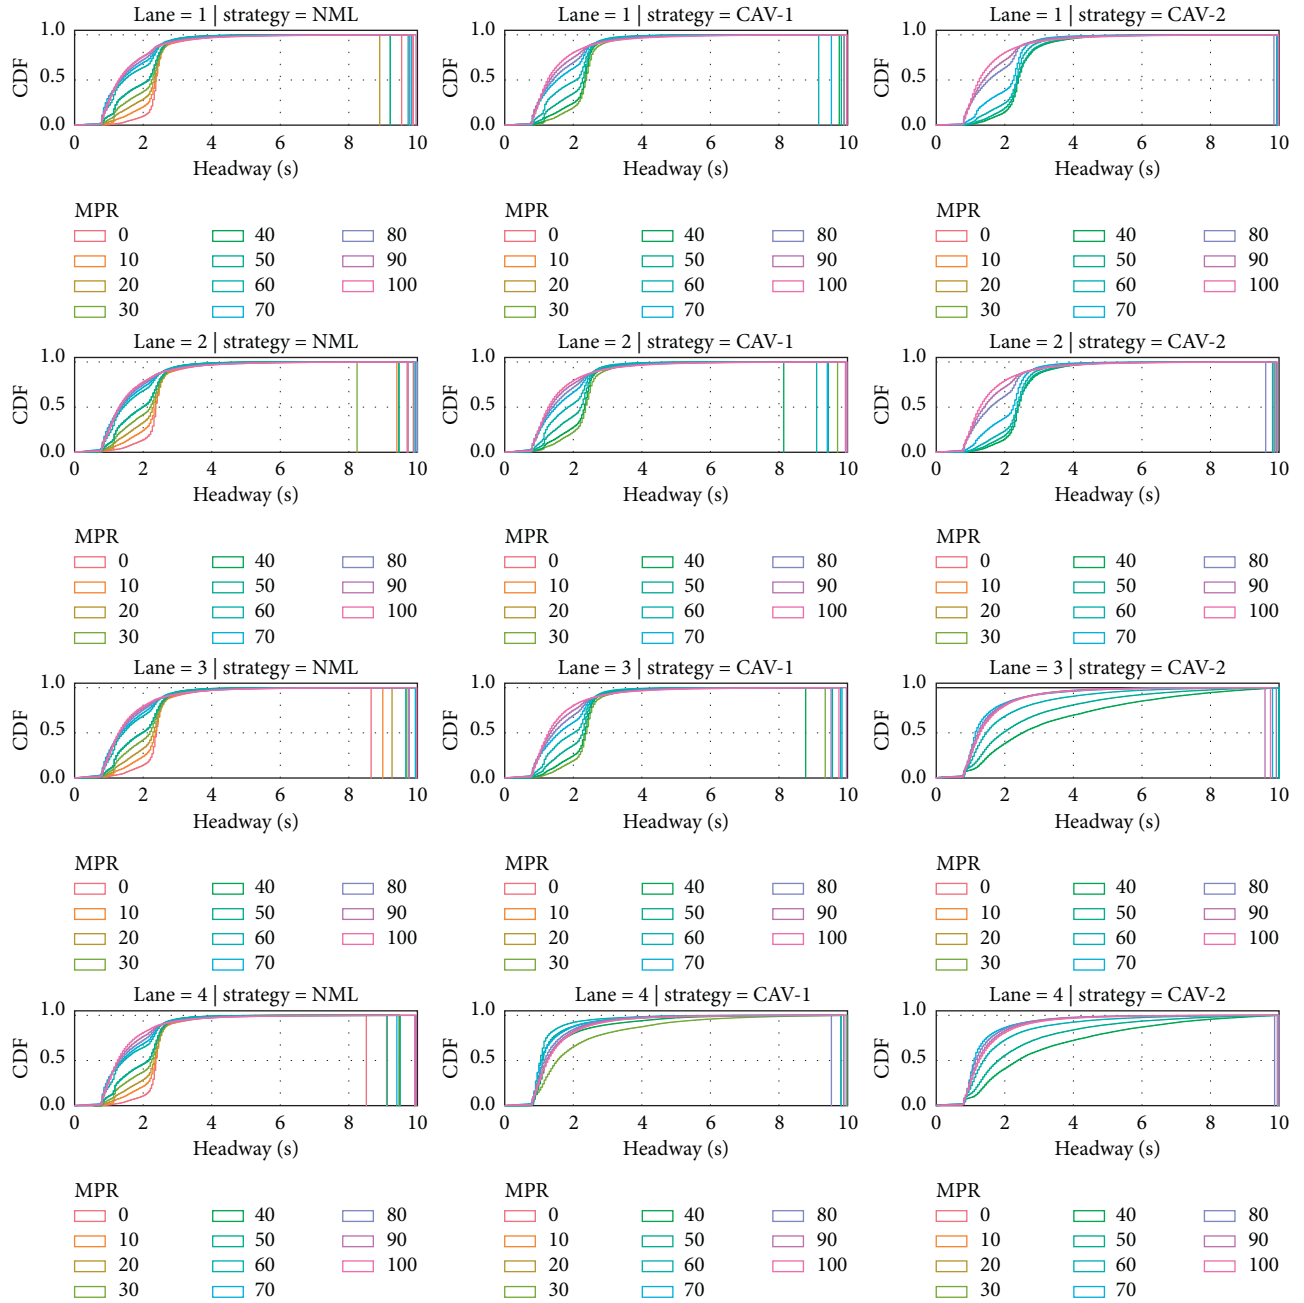 Lane = 1 | strategy = NML
Lane = 1 | strategy = CAV-1
Lane = 1 | strategy = CAV-2
1.0 1.0 1.0
CDF CDF CDF
0.5 0.5 0.5
0.0 0.0 0.0
0 2 4 6 8 10 0 2 4 6 8 10 0 2 4 6 8 10
Headway (s) Headway (s) Headway (s)
MPR MPR MPR
0 40 80 0 40 80 0 40 80
10 50 90 10 50 90 10 50 90
20 60 100 20 60 100 20 60 100
30 70 30 70 30 70
Lane = 2 | strategy = NML
Lane = 2 | strategy = CAV-1
Lane = 2 | strategy = CAV-2
1.0 1.0 1.0
CDF CDF CDF
0.5 0.5 0.5
0.0 0.0 0.0
0 2 4 6 8 10 0 2 4 6 8 10 0 2 4 6 8 10
Headway (s) Headway (s) Headway (s)
MPR MPR MPR
0 40 80 0 40 80 0 40 80
10 50 90 10 50 90 10 50 90
20 60 100 20 60 100 20 60 100
30 70 30 70 30 70
Lane = 3 | strategy = NML
Lane = 3 | strategy = CAV-1
Lane = 3 | strategy = CAV-2
1.0 1.0 1.0
CDF CDF CDF
0.5 0.5 0.5
0.0 0.0 0.0
0 2 4 6 8 10 0 2 4 6 8 10 0 2 4 6 8 10
Headway (s) Headway (s) Headway (s)
MPR MPR MPR
0 40 80 0 40 80 0 40 80
10 50 90 10 50 90 10 50 90
20 60 100 20 60 100 20 60 100
30 70 30 70 30 70
Lane = 4 | strategy = NML
Lane = 4 | strategy = CAV-1
Lane = 4 | strategy = CAV-2
1.0 1.0 1.0
CDF CDF CDF
0.5 0.5 0.5
0.0 0.0 0.0
0 2 4 6 8 10 0 2 4 6 8 10 0 2 4 6 8 10
Headway (s) Headway (s) Headway (s)
MPR MPR MPR
0 40 80 0 40 80 0 40 80
10 50 90 10 50 90 10 50 90
20 60 100 20 60 100 20 60 100
30 70 30 70 30 70